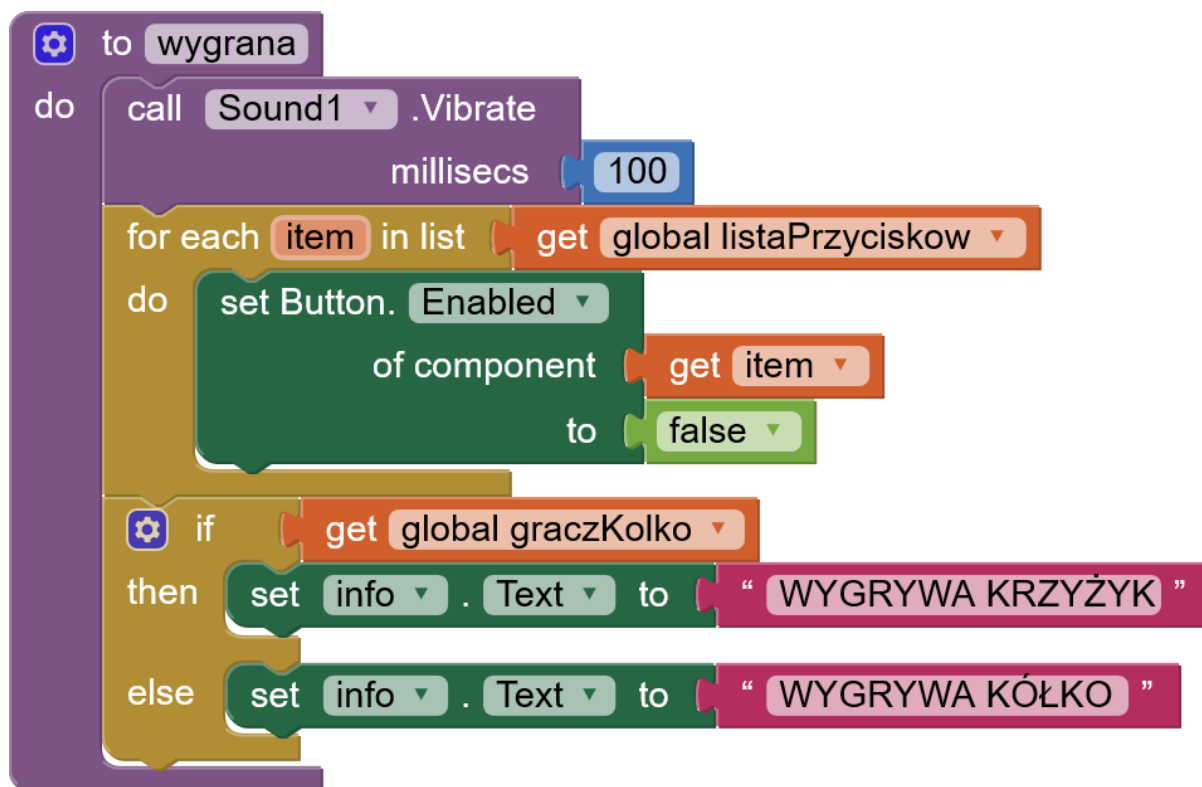 to wygrana
do call Sound1 .Vibrate
millisecs 100
for each item in list get global listaPrzyciskow
do set Button. Enabled
of component get item
to false
if get global graczKolko
then set info . Text to “ WYGRYWA KRZYŻYK ”
else set info . Text to “ WYGRYWA KÓŁKO ”